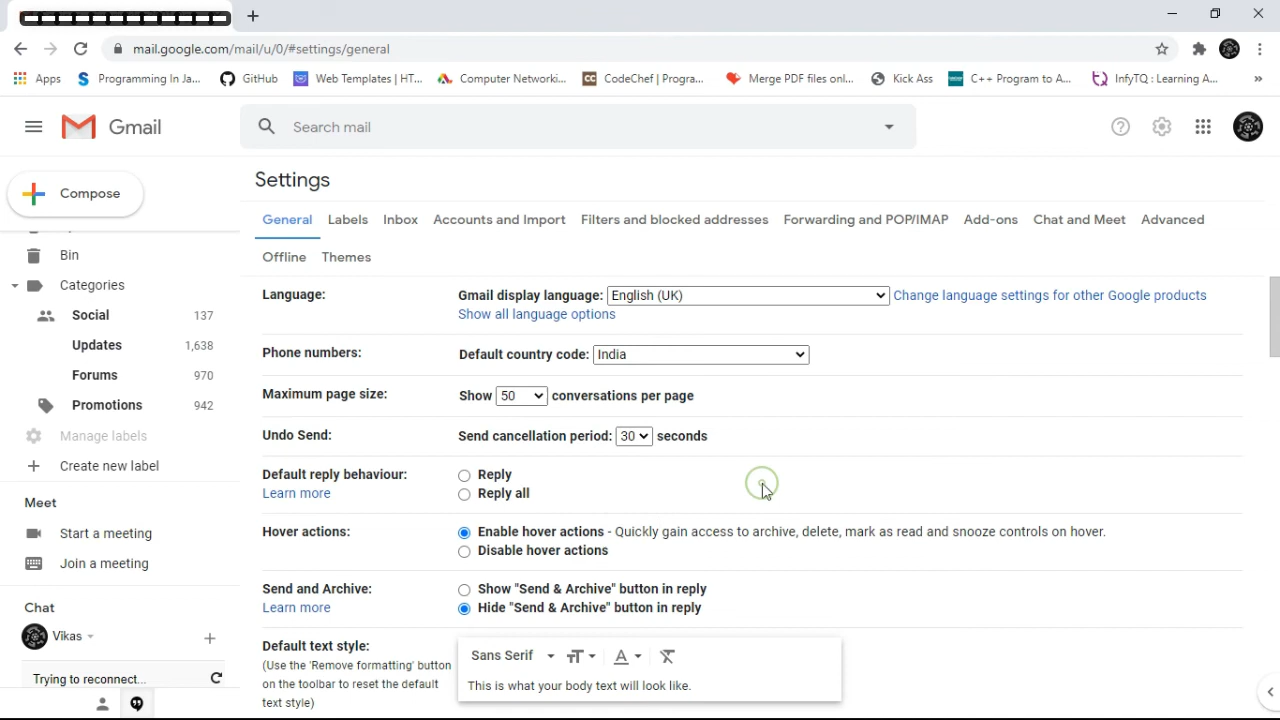 mail.google.com/mail/u/0/#settings/general
Apps Programming In Ja... GitHub Web Templates | HT... Computer Networki... CodeChef | Progra... Merge PDF files onl... Kick Ass C++ Program to A... InfyTQ : Learning A... »
Gmail Search mail
Compose
Settings
General Labels Inbox Accounts and Import Filters and blocked addresses Forwarding and POP/IMAP Add-ons Chat and Meet Advanced
Offline Themes
Bin
Categories
Social 137
Updates 1,638
Forums 970
Promotions 942
Manage labels
Create new label
Meet
Start a meeting
Join a meeting
Chat
Vikas
Trying to reconnect...
Language: Gmail display language: English (UK) Change language settings for other Google products
Show all language options
Phone numbers: Default country code: India
Maximum page size: Show 50 conversations per page
Undo Send: Send cancellation period: 30 seconds
Default reply behaviour: Reply
Learn more Reply all
Hover actions: Enable hover actions - Quickly gain access to archive, delete, mark as read and snooze controls on hover.
Disable hover actions
Send and Archive: Show "Send & Archive" button in reply
Learn more Hide "Send & Archive" button in reply
Default text style: Sans Serif
(Use the 'Remove formatting' button
on the toolbar to reset the default
text style)
This is what your body text will look like.